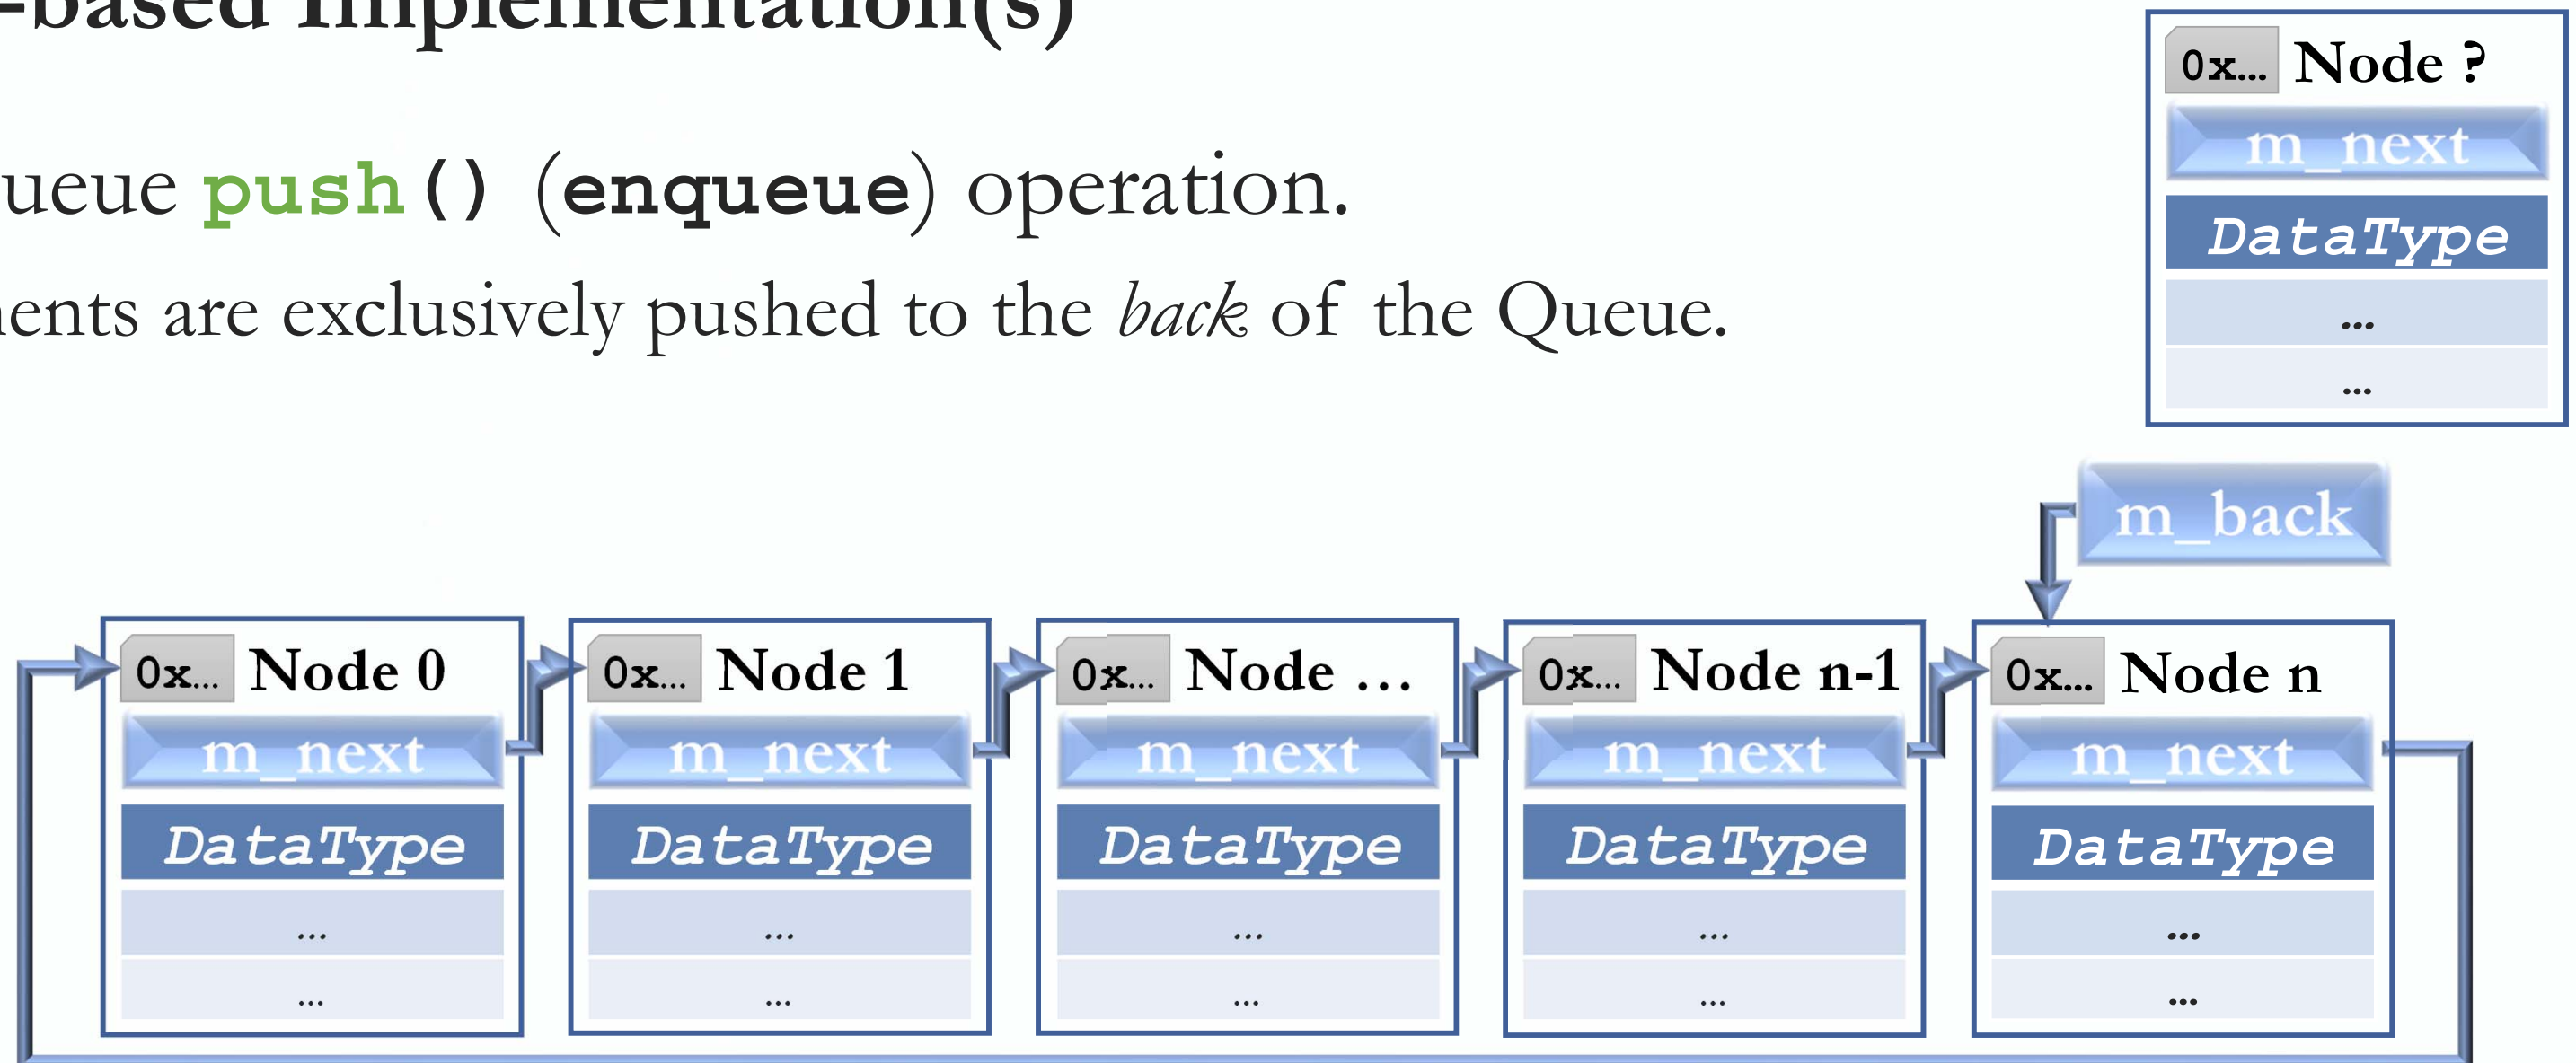 -based Implementation(s)
ueue push() (enqueue) operation.
ents are exclusively pushed to the back of the Queue.
0x... Node ?
m_next
DataType
...
...
m_back
0x... Node 0
m_next
DataType
...
...
0x... Node 1
m_next
DataType
...
...
0x... Node ...
m_next
DataType
...
...
0x... Node n-1
m_next
DataType
...
...
0x... Node n
m_next
DataType
...
...